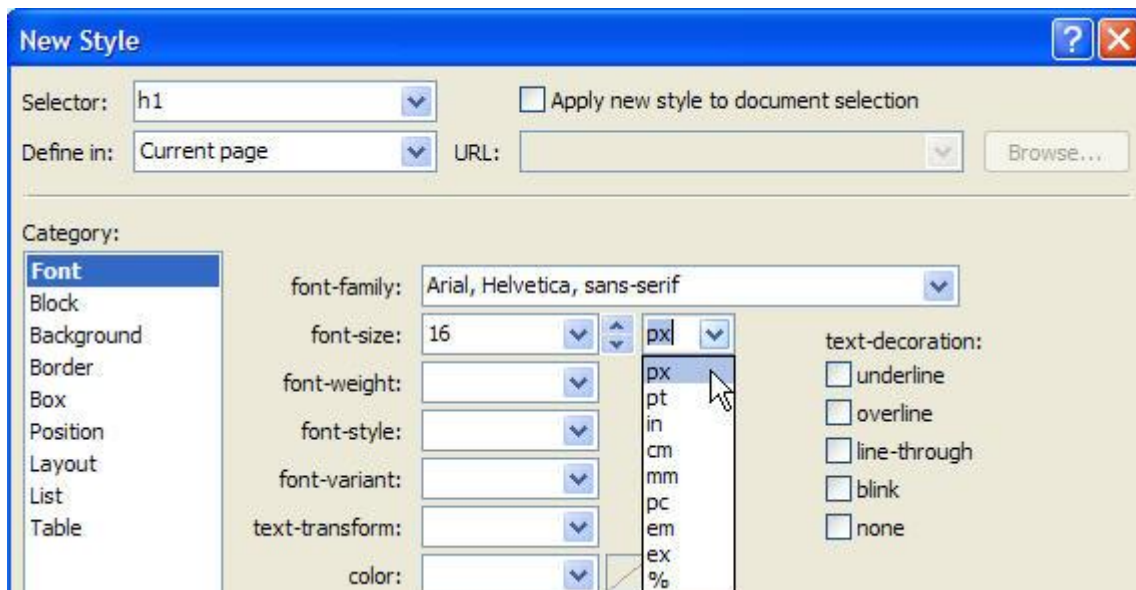 New Style
Selector: h1 Apply new style to document selection
Define in: Current page URL: Browse...
Category:
Font
Block
Background
Border
Box
Position
Layout
List
Table
font-family: Arial, Helvetica, sans-serif
font-size: 16 px
font-weight:
font-style:
font-variant:
text-transform:
color:
px
pt
in
cm
mm
pc
em
ex
%
text-decoration:
underline
overline
line-through
blink
none